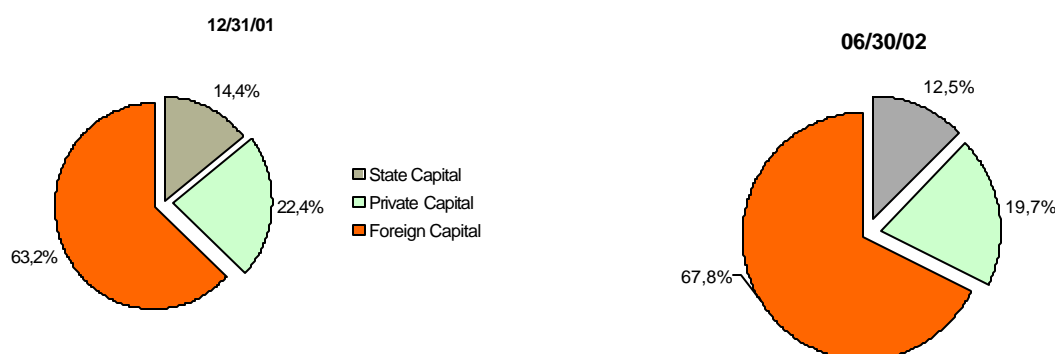 12/31/01
14,4%
22,4%
63,2%
State Capital
Private Capital
Foreign Capital
06/30/02
12,5%
19,7%
67,8%